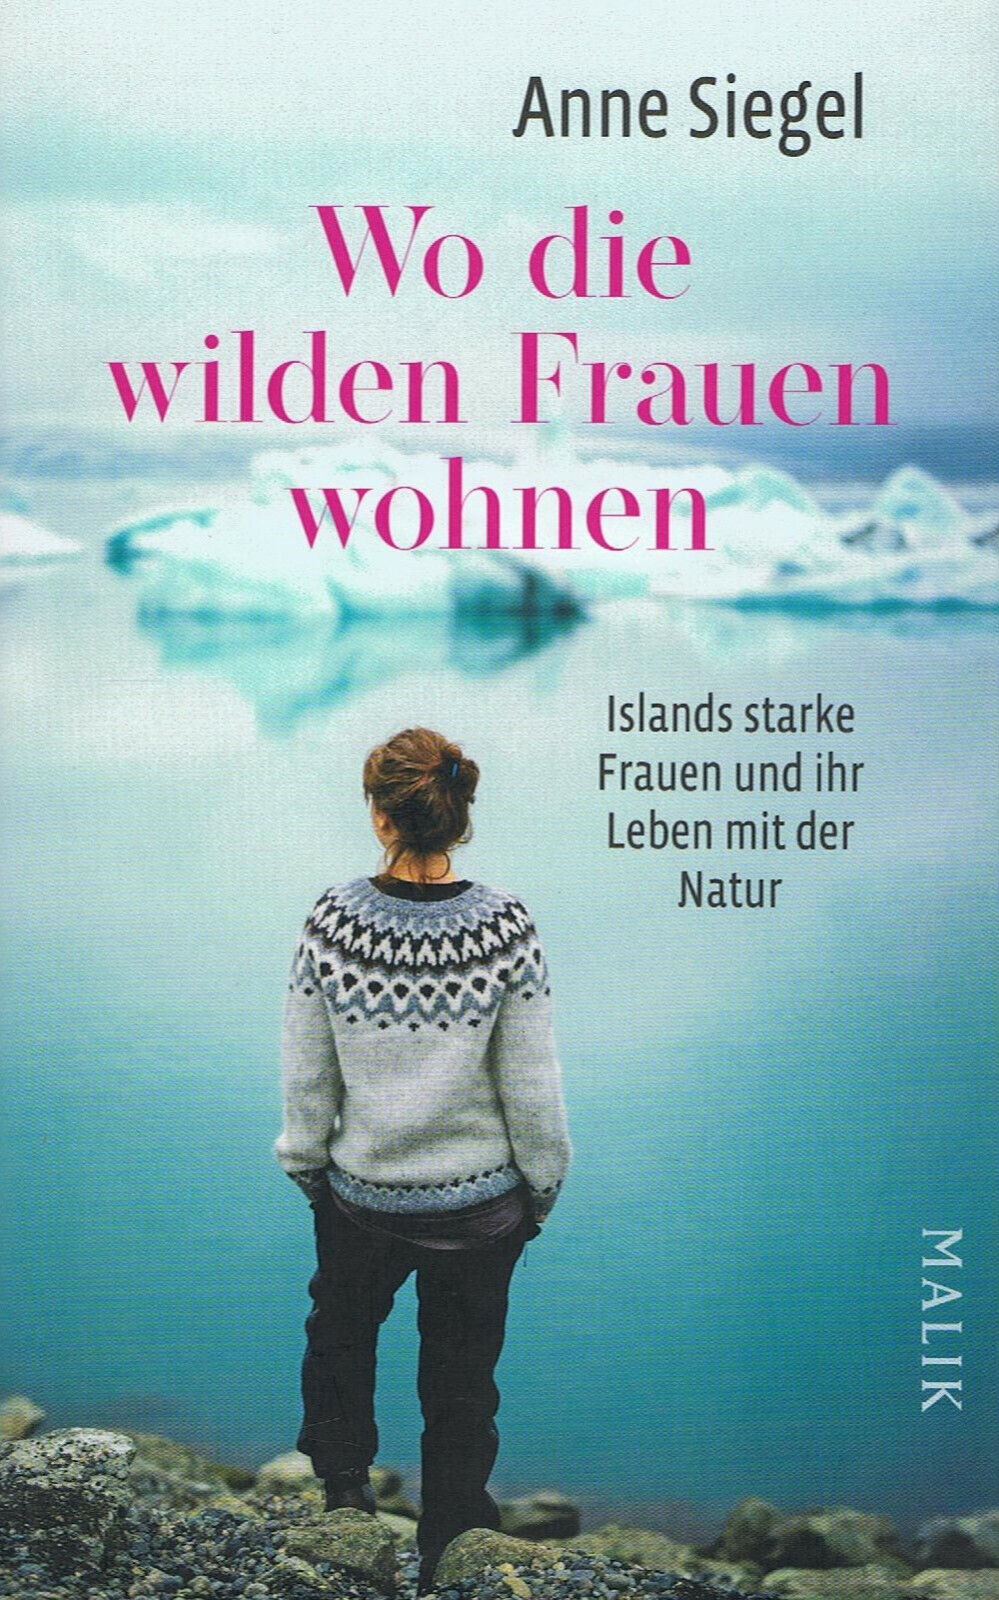 Anne Siegel
Wo die
wilden Frauen
wohnen
Islands starke
Frauen und ihr
Leben mit der
Natur
MALIK